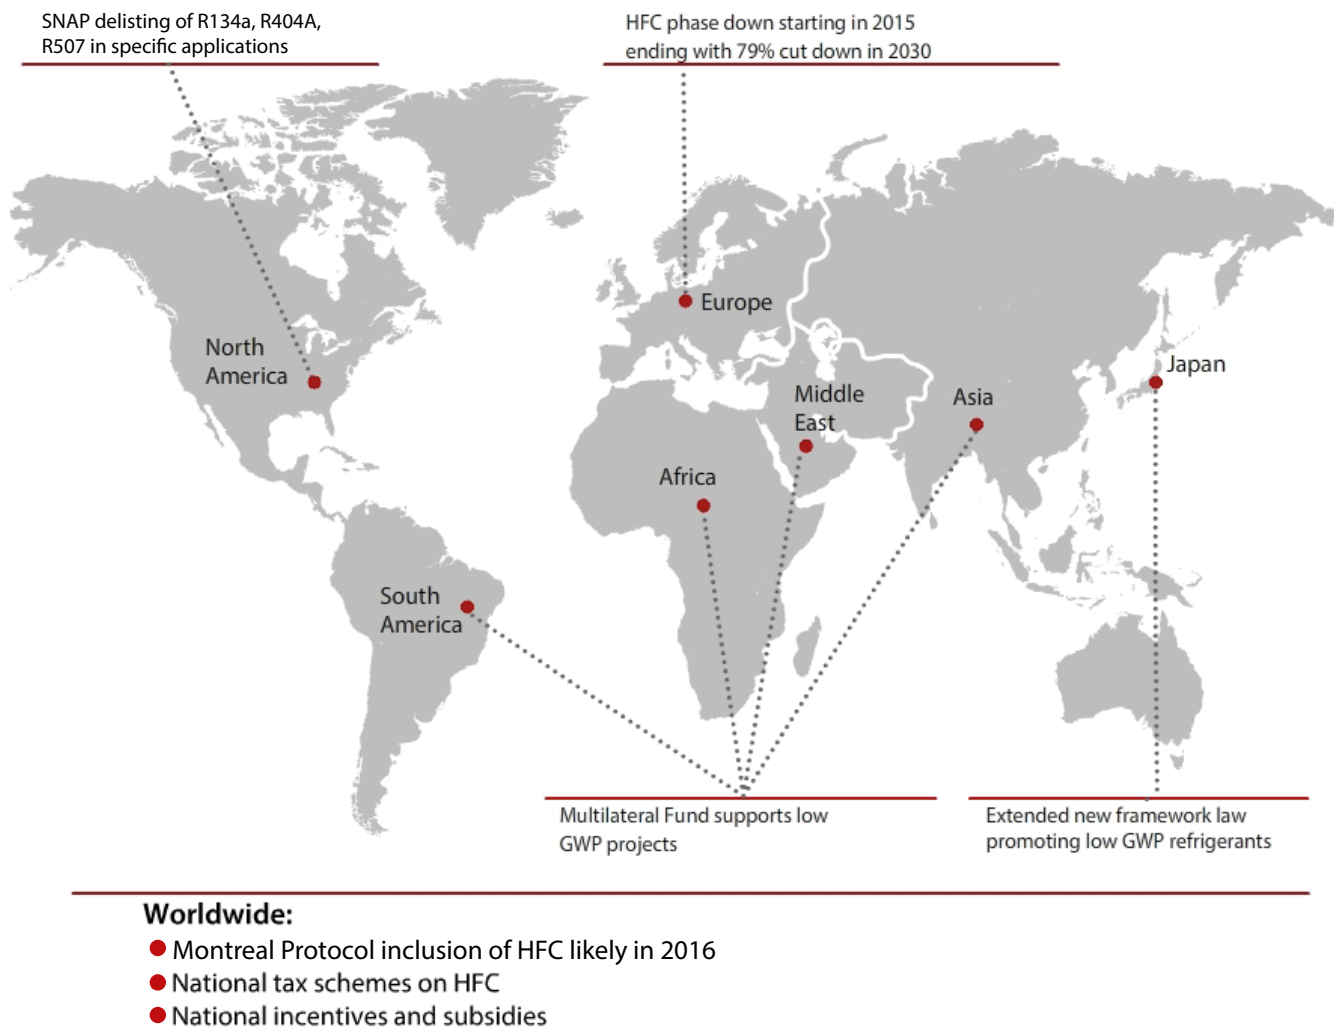 SNAP delisting of R134a, R404A,
R507 in specific applications
HFC phase down starting in 2015
ending with 79% cut down in 2030
Europe
North
America
Japan
Middle
East
Asia
Africa
South
America
Multilateral Fund supports low
GWP projects
Extended new framework law
promoting low GWP refrigerants
Worldwide:
Montreal Protocol inclusion of HFC likely in 2016
National tax schemes on HFC
National incentives and subsidies